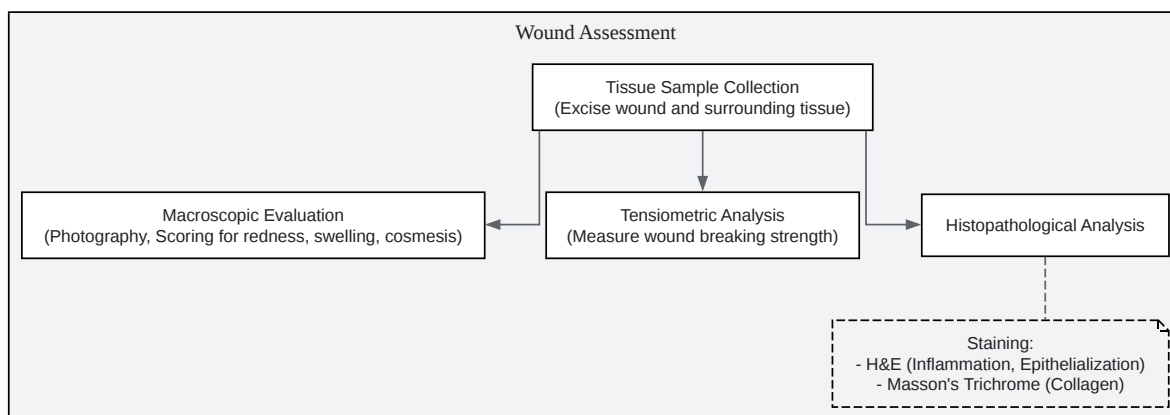 Wound Assessment
Tissue Sample Collection
(Excise wound and surrounding tissue)
Macroscopic Evaluation
(Photography, Scoring for redness, swelling, cosmesis)
Tensiometric Analysis
(Measure wound breaking strength)
Histopathological Analysis
Staining:
- H&E (Inflammation, Epithelialization)
- Masson's Trichrome (Collagen)